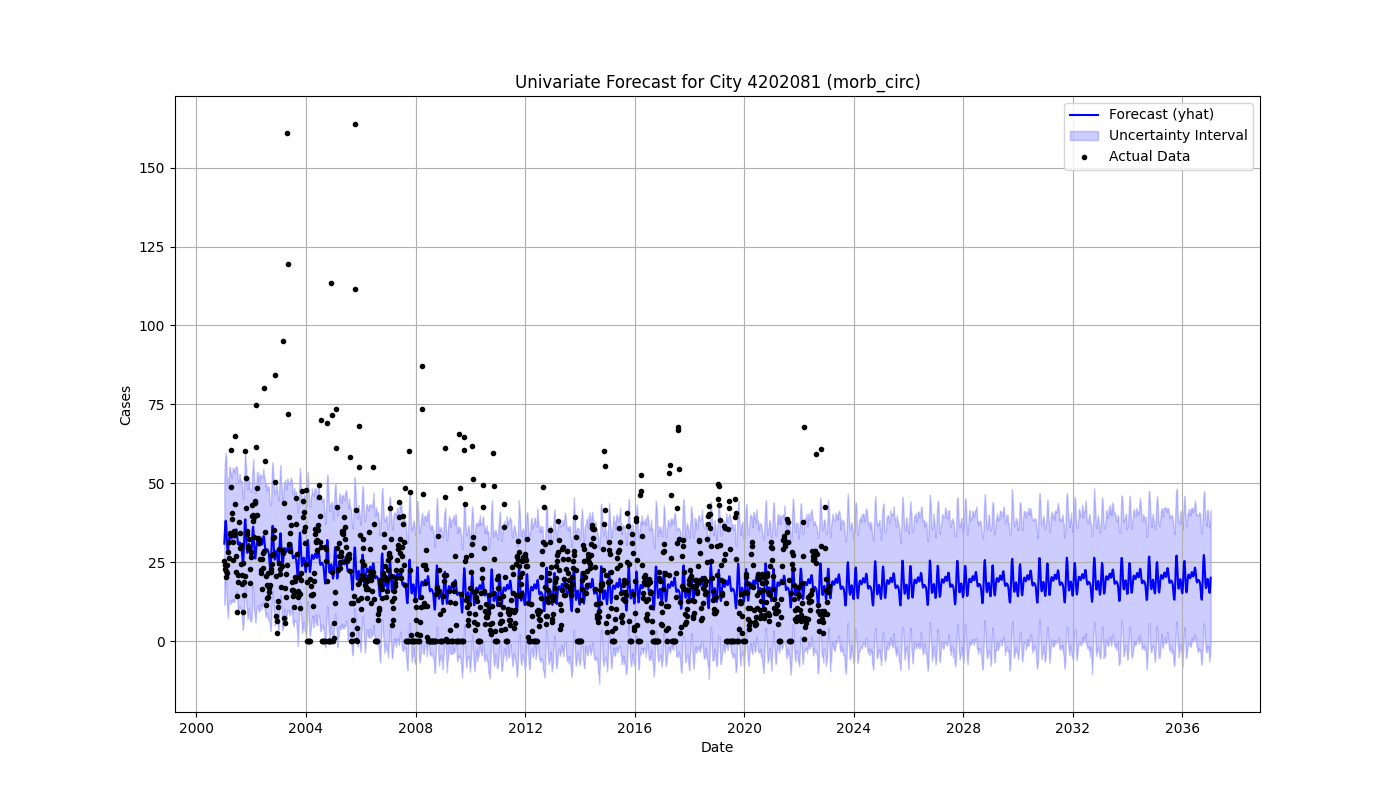 Univariate Forecast for City 4202081 (morb_circ)
Forecast (yhat)
Uncertainty Interval
Actual Data
150
125
100
75
50
25
0
Cases
2000
2004
2008
2012
2016
2020
2024
2028
2032
2036
Date